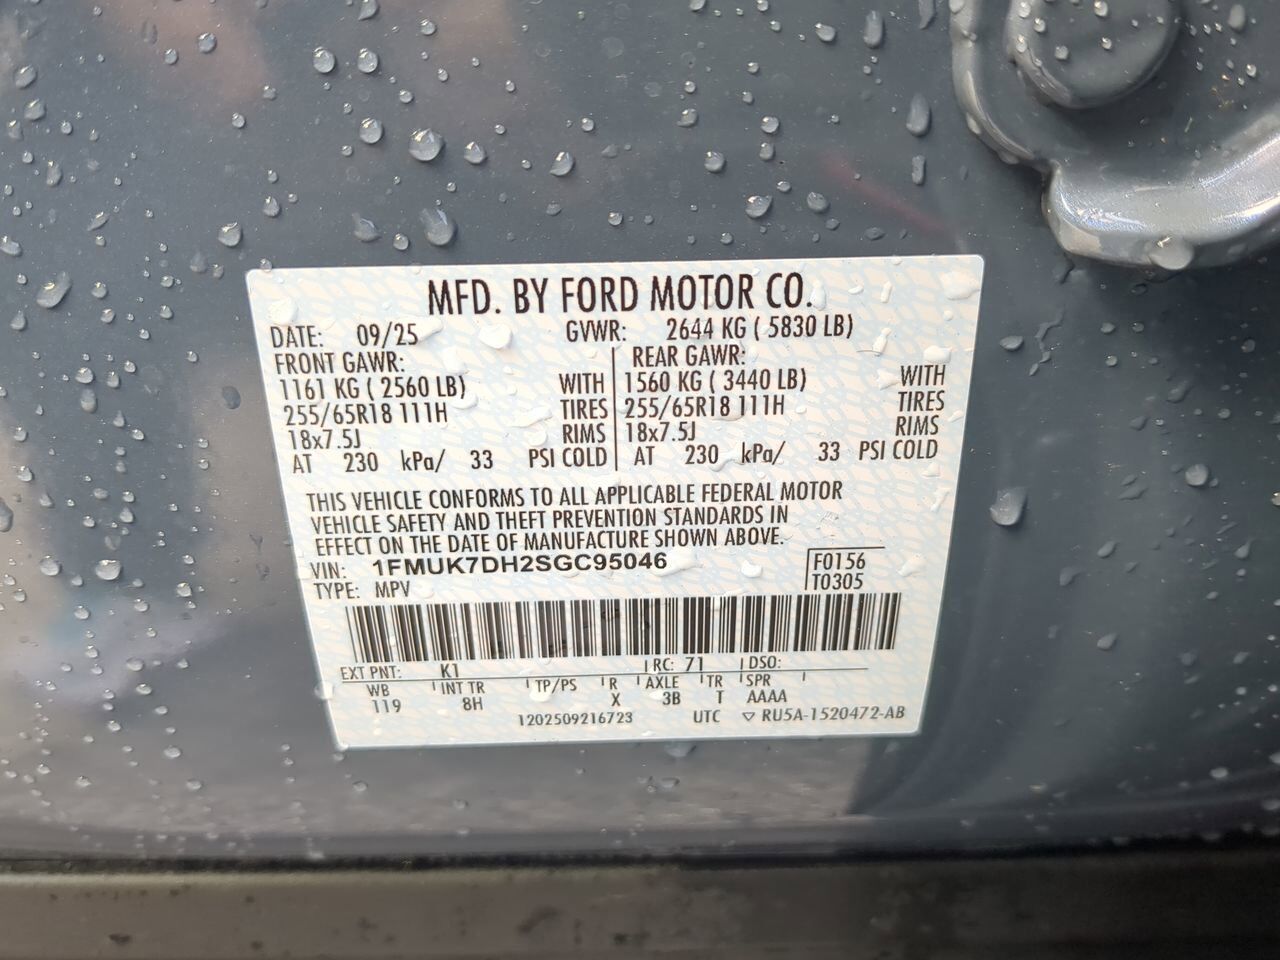 MFD. BY FORD MOTOR CO.
DATE: 09/25 GVWR: 2644 KG ( 5830 LB)
FRONT GAWR: REAR GAWR:
1161 KG ( 2560 LB) WITH 1560 KG ( 3440 LB) WITH
255/65R18 111H TIRES 255/65R18 111H TIRES
18x7.5J RIMS 18x7.5J RIMS
AT 230 kPa/ 33 PSI COLD AT 230 kPa/ 33 PSI COLD
THIS VEHICLE CONFORMS TO ALL APPLICABLE FEDERAL MOTOR
VEHICLE SAFETY AND THEFT PREVENTION STANDARDS IN
EFFECT ON THE DATE OF MANUFACTURE SHOWN ABOVE.
VIN: 1FMUK7DH2SGC95046 F0156
TYPE: MPV T0305
EXT PNT: K1 RC: 71 DSO:
WB INT TR TP/PS R AXLE TR SPR
119 8H X 3B T AAAA
1202509216723 UTC ▽ RU5A-1520472-AB